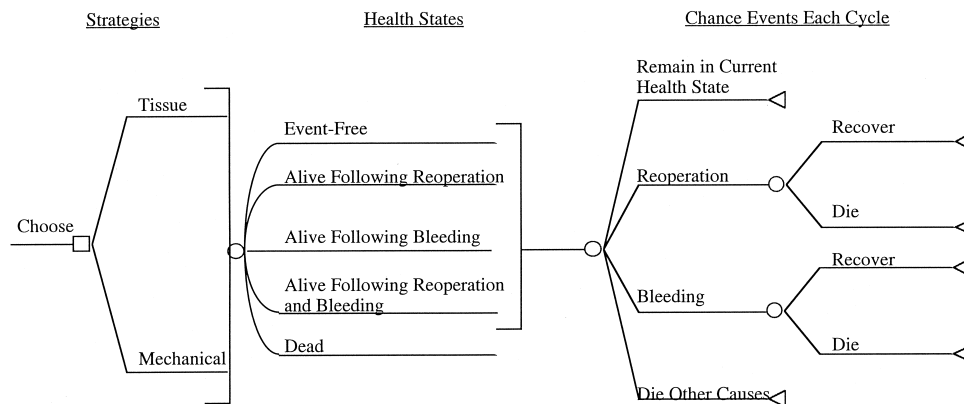 Strategies
Health States
Chance Events Each Cycle
Choose
Tissue
Mechanical
Event-Free
Alive Following Reoperation
Alive Following Bleeding
Alive Following Reoperation
and Bleeding
Dead
Remain in Current
Health State
Reoperation
Recover
Die
Bleeding
Recover
Die
Die Other Causes